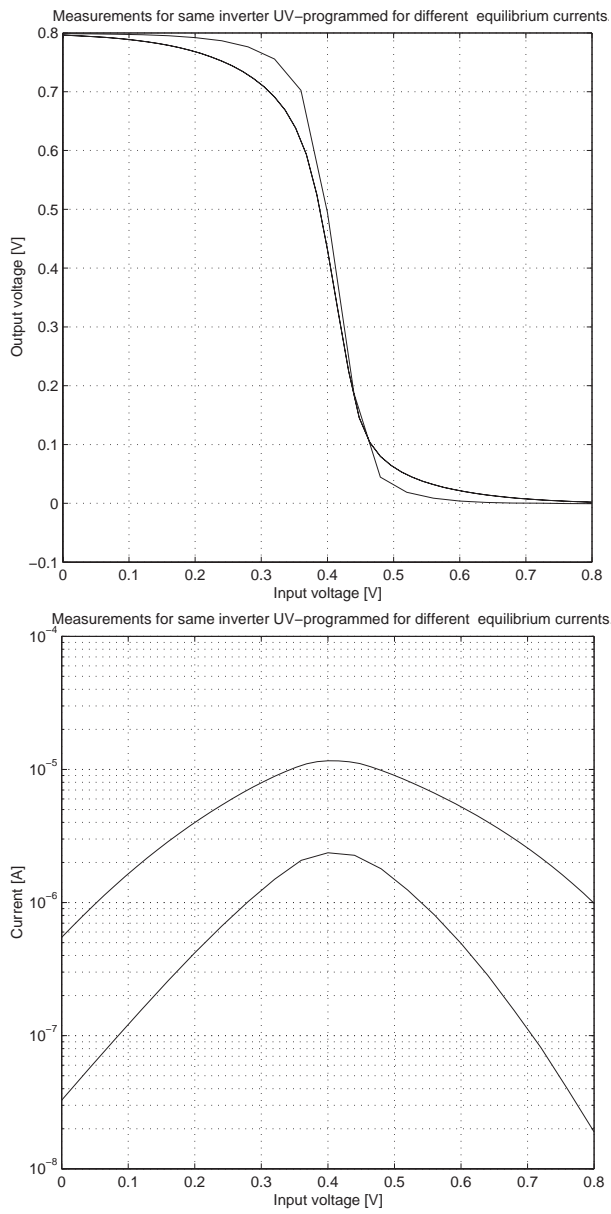 Measurements for same inverter UV−programmed for different equilibrium currents.
0.8
0.7
0.6
0.5
0.4
0.3
0.2
0.1
0
−0.1
Output voltage [V]
0 0.1 0.2 0.3 0.4 0.5 0.6 0.7 0.8
Input voltage [V]
Measurements for same inverter UV−programmed for different equilibrium currents.
10−4
10−5
10−6
10−7
10−8
Current [A]
0 0.1 0.2 0.3 0.4 0.5 0.6 0.7 0.8
Input voltage [V]